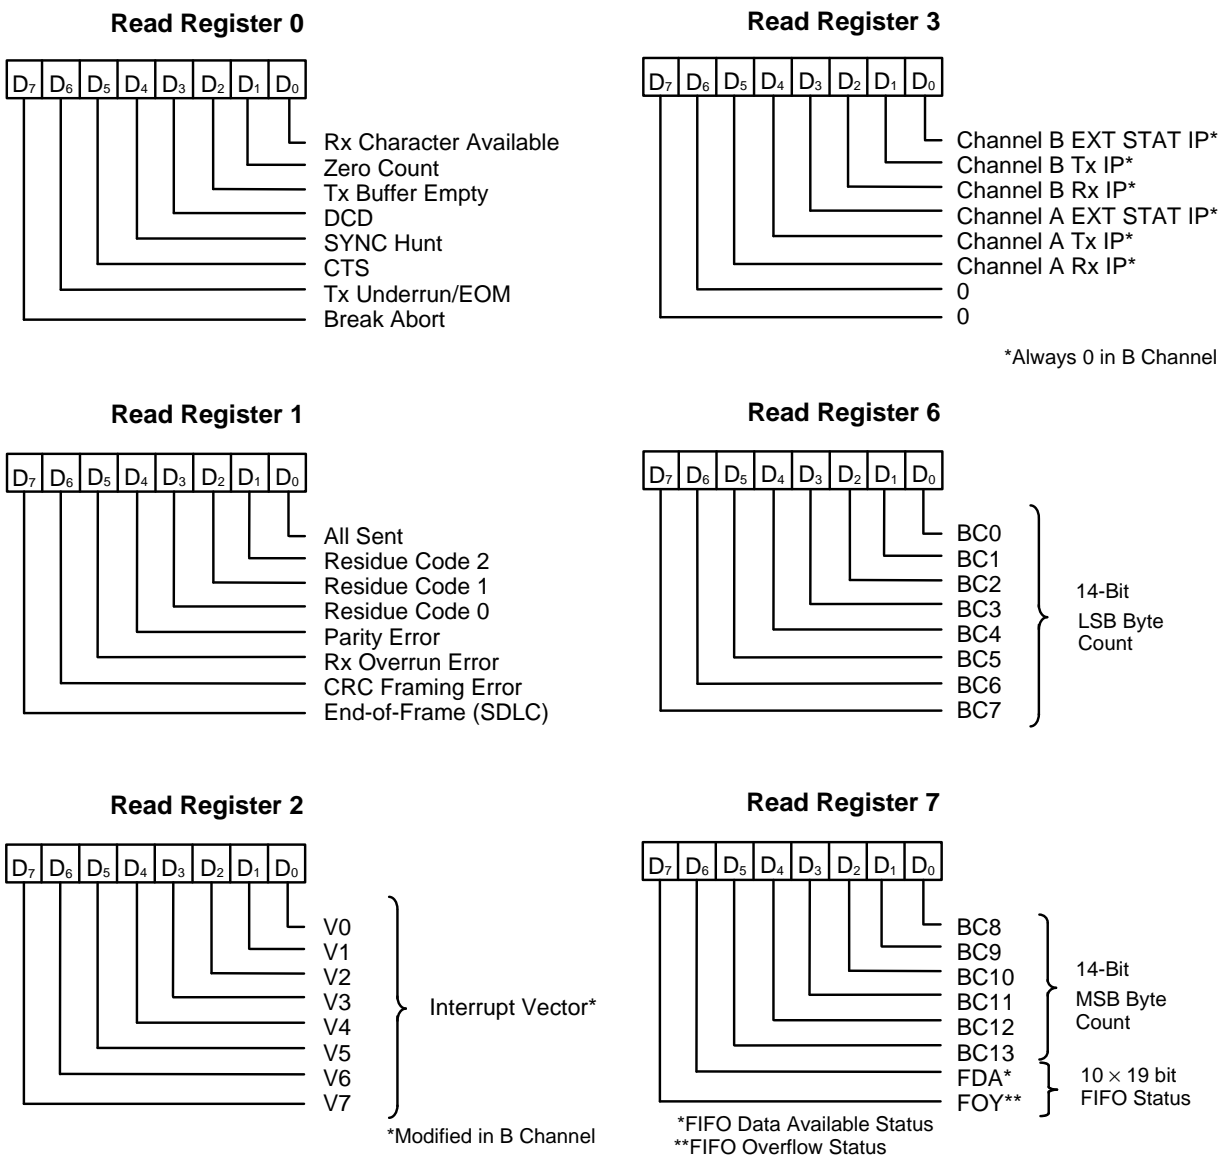 Read Register 0
D7 D6 D5 D4 D3 D2 D1 D0
Rx Character Available
Zero Count
Tx Buffer Empty
DCD
SYNC Hunt
CTS
Tx Underrun/EOM
Break Abort
Read Register 3
D7 D6 D5 D4 D3 D2 D1 D0
Channel B EXT STAT IP*
Channel B Tx IP*
Channel B Rx IP*
Channel A EXT STAT IP*
Channel A Tx IP*
Channel A Rx IP*
0
0
*Always 0 in B Channel
Read Register 1
D7 D6 D5 D4 D3 D2 D1 D0
All Sent
Residue Code 2
Residue Code 1
Residue Code 0
Parity Error
Rx Overrun Error
CRC Framing Error
End-of-Frame (SDLC)
Read Register 6
D7 D6 D5 D4 D3 D2 D1 D0
BC0
BC1
BC2
BC3
BC4
BC5
BC6
BC7
14-Bit
LSB Byte
Count
Read Register 2
D7 D6 D5 D4 D3 D2 D1 D0
V0
V1
V2
V3
V4
V5
V6
V7
Interrupt Vector*
*Modified in B Channel
Read Register 7
D7 D6 D5 D4 D3 D2 D1 D0
BC8
BC9
BC10
BC11
BC12
BC13
FDA*
FOY**
14-Bit
MSB Byte
Count
10 × 19 bit
FIFO Status
*FIFO Data Available Status
**FIFO Overflow Status